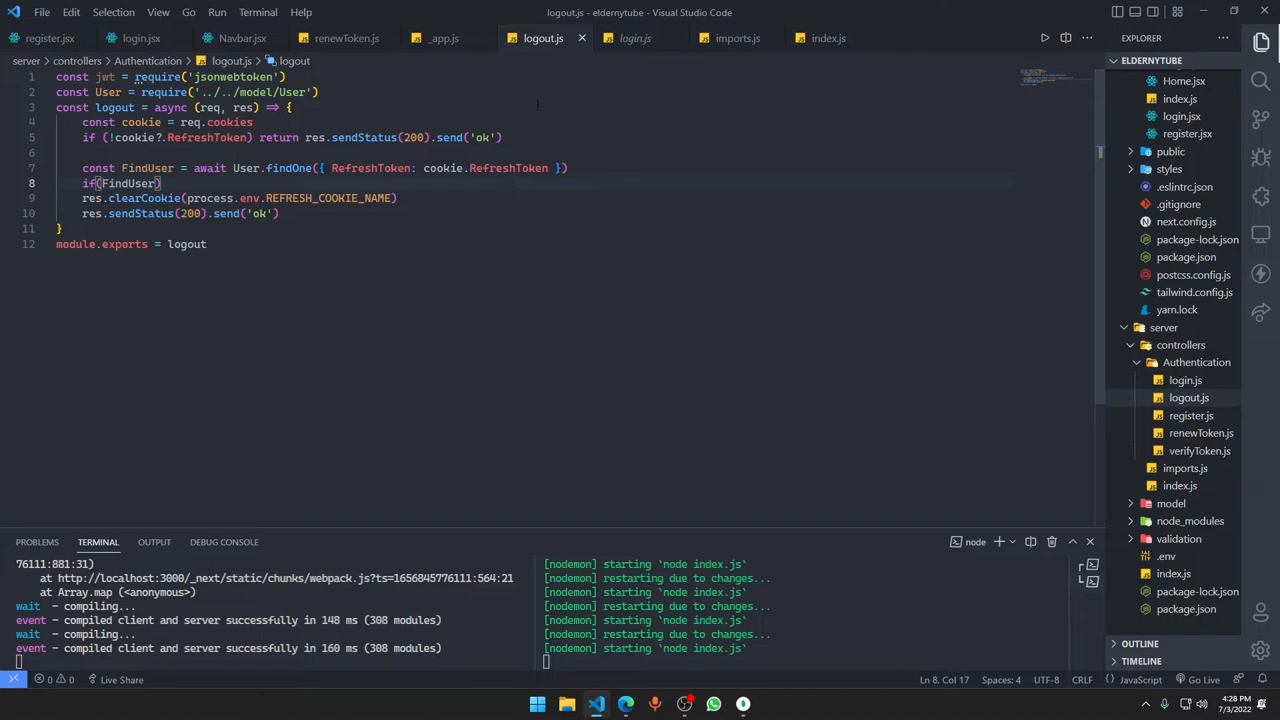 File Edit Selection View Go Run Terminal Help
logout.js - eldernytube - Visual Studio Code
register.jsx login.jsx Navbar.jsx renewToken.js _app.js logout.js login.js imports.js index.js
server > controllers > Authentication > logout.js > logout
1 const jwt = require('jsonwebtoken')
2 const User = require('../../model/User')
3 const logout = async (req, res) => {
4 const cookie = req.cookies
5 if (!cookie?.RefreshToken) return res.sendStatus(200).send('ok')
6
7 const FindUser = await User.findOne({ RefreshToken: cookie.RefreshToken })
8 if(FindUser)
9 res.clearCookie(process.env.REFRESH_COOKIE_NAME)
10 res.sendStatus(200).send('ok')
11 }
12 module.exports = logout
EXPLORER
ELDERNYTUBE
Home.jsx
index.js
login.jsx
register.jsx
public
styles
.eslintrc.json
.gitignore
next.config.js
package-lock.json
package.json
postcss.config.js
tailwind.config.js
yarn.lock
server
controllers
Authentication
login.js
logout.js
register.js
renewToken.js
verifyToken.js
imports.js
index.js
model
node_modules
validation
.env
index.js
package-lock.json
package.json
OUTLINE
TIMELINE
PROBLEMS TERMINAL OUTPUT DEBUG CONSOLE
node
76111:881:31)
at http://localhost:3000/_next/static/chunks/webpack.js?ts=1656845776111:564:21
at Array.map (<anonymous>)
wait - compiling...
event - compiled client and server successfully in 148 ms (308 modules)
wait - compiling...
event - compiled client and server successfully in 160 ms (308 modules)
[nodemon] starting `node index.js`
[nodemon] restarting due to changes...
[nodemon] starting `node index.js`
[nodemon] restarting due to changes...
[nodemon] starting `node index.js`
[nodemon] restarting due to changes...
[nodemon] starting `node index.js`
0 0 Live Share
Ln 8, Col 17 Spaces: 4 UTF-8 CRLF JavaScript Go Live
4:28 PM
7/3/2022